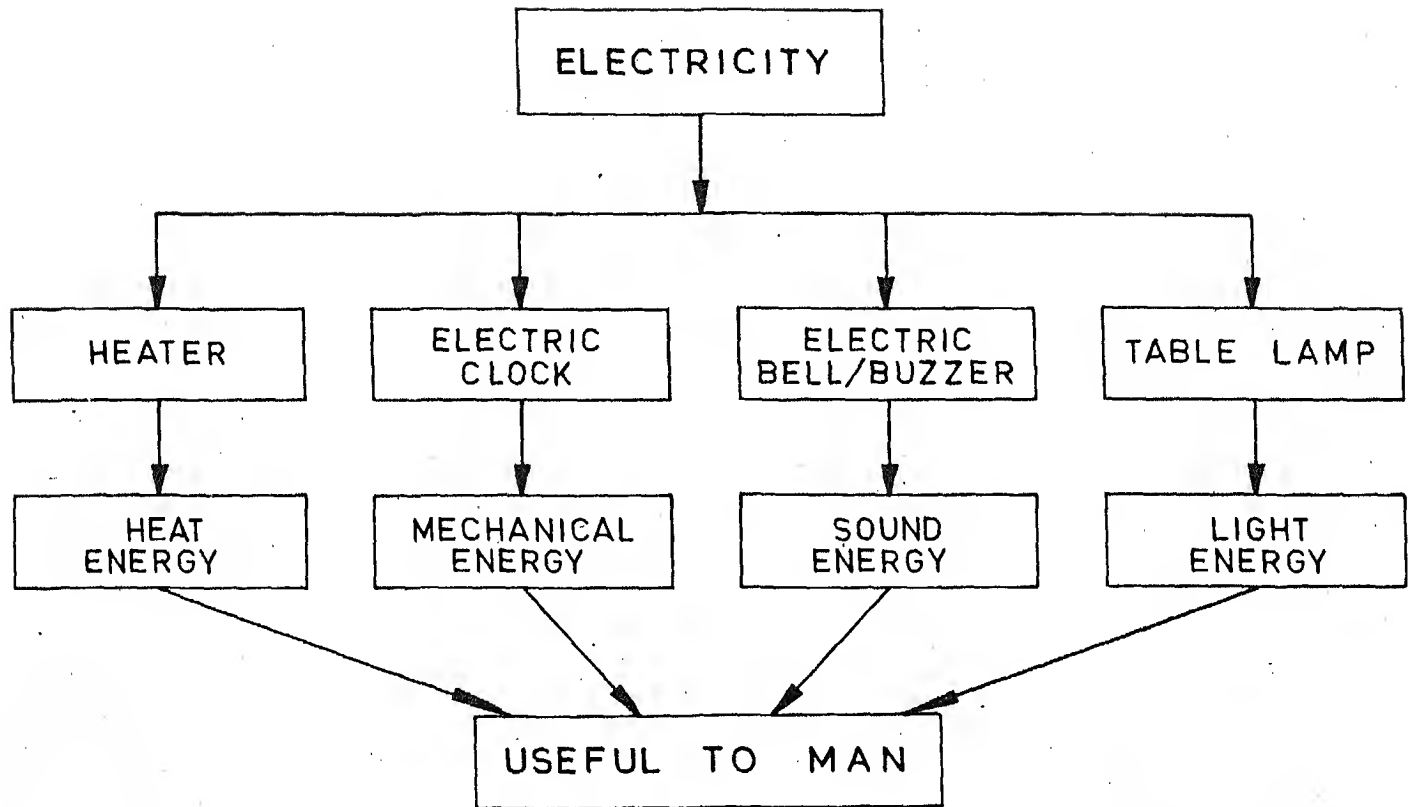 ELECTRICITY
HEATER
ELECTRIC
CLOCK
ELECTRIC
BELL/BUZZER
TABLE LAMP
HEAT
ENERGY
MECHANICAL
ENERGY
SOUND
ENERGY
LIGHT
ENERGY
USEFUL TO MAN